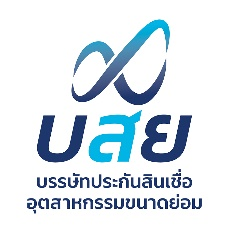 บสย
บรรษัทประกันสินเชื่อ
อุตสาหกรรมขนาดย่อม